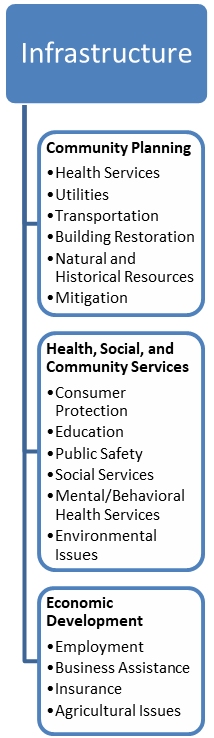 Infrastructure
Community Planning
•Health Services
•Utilities
•Transportation
•Building Restoration
•Natural and
Historical Resources
•Mitigation
Health, Social, and
Community Services
•Consumer
Protection
•Education
•Public Safety
•Social Services
•Mental/Behavioral
Health Services
•Environmental
Issues
Economic
Development
•Employment
•Business Assistance
•Insurance
•Agricultural Issues